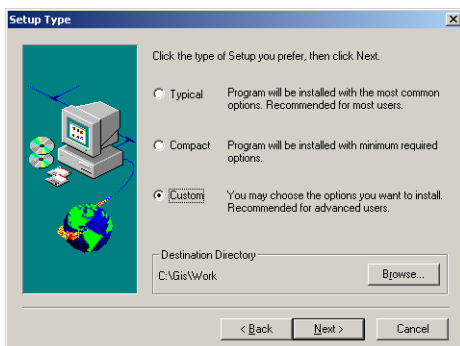 Setup Type
Click the type of Setup you prefer, then click Next.
Typical
Program will be installed with the most common
options. Recommended for most users.
Compact
Program will be installed with minimum required
options.
Custom
You may choose the options you want to install.
Recommended for advanced users.
Destination Directory
C:\Gis\Work
Browse...
< Back
Next >
Cancel